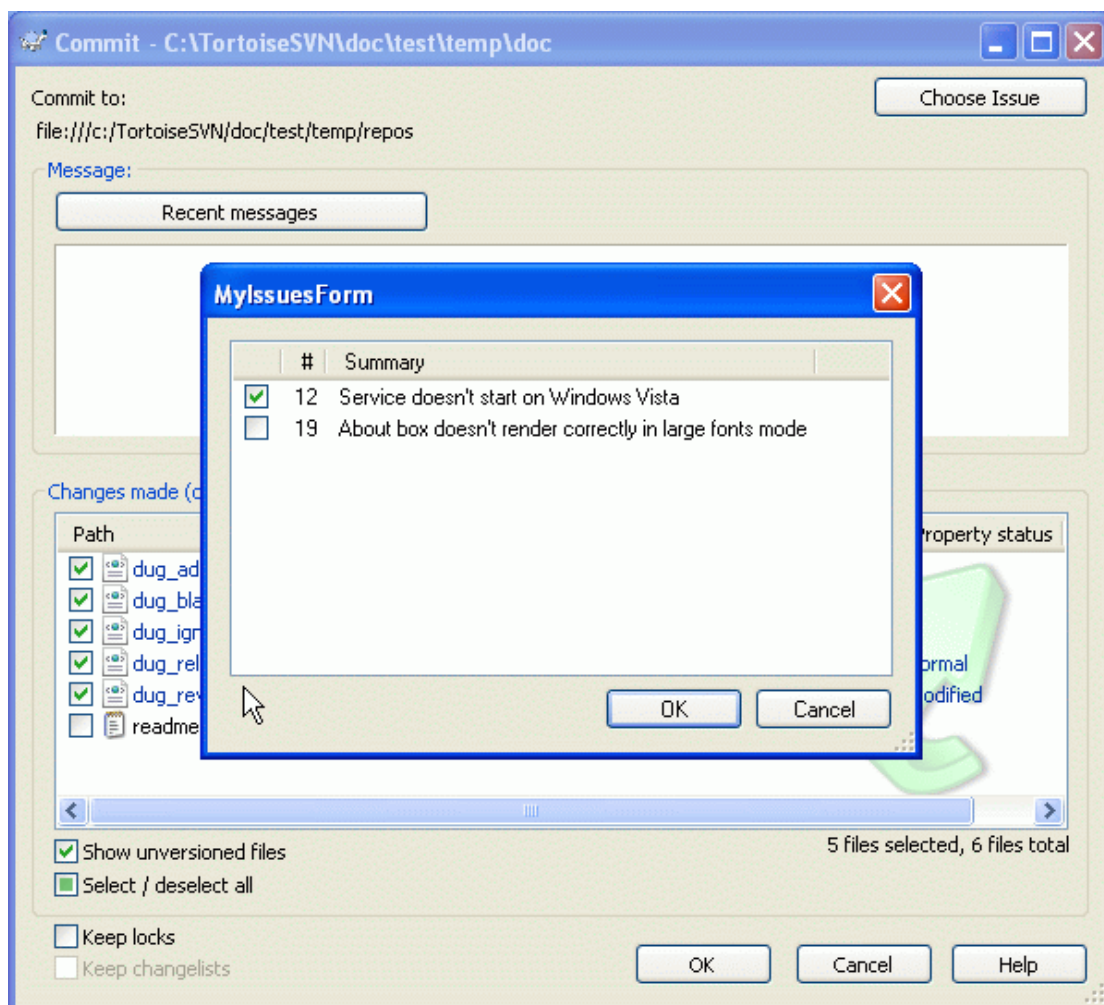 Commit - C:\TortoiseSVN\doc\test\temp\doc
Commit to:
Choose Issue
file:///c:/TortoiseSVN/doc/test/temp/repos
Message:
Recent messages
MyIssuesForm
# Summary
12 Service doesn't start on Windows Vista
19 About box doesn't render correctly in large fonts mode
OK Cancel
Changes made (d
Path Property status
dug_ad
dug_bla
dug_ign
dug_rel ormal
dug_rev odified
readme
Show unversioned files
5 files selected, 6 files total
Select / deselect all
Keep locks
Keep changelists
OK Cancel Help